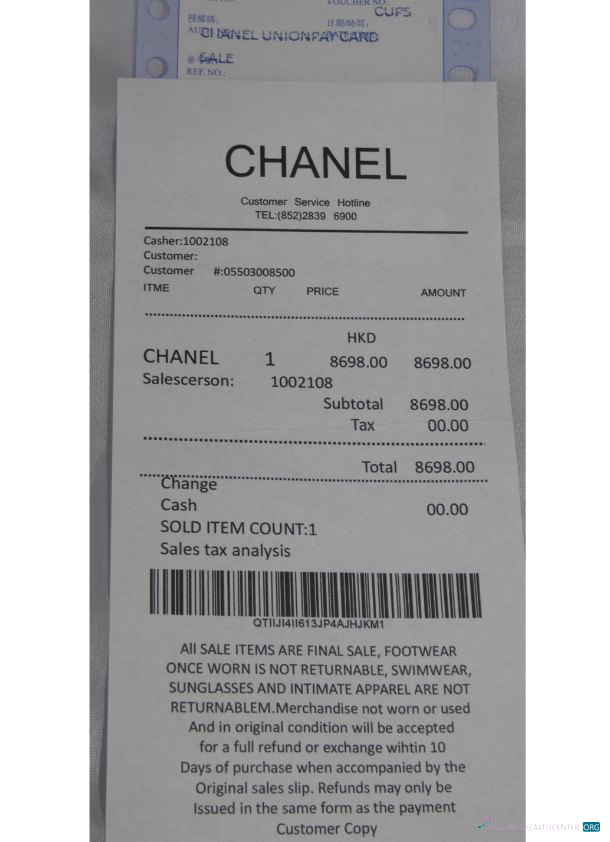 VOUCHER NO.
CUPS
授權碼:
日期/時間:
CHANEL UNIONPAY CARD
SALE
REF. NO.:
CHANEL
Customer Service Hotline
TEL:(852)2839 6900
Casher:1002108
Customer:
Customer #:05503008500
ITME QTY PRICE AMOUNT
HKD
CHANEL 1 8698.00 8698.00
Salescerson: 1002108
Subtotal 8698.00
Tax 00.00
Total 8698.00
Change
Cash 00.00
SOLD ITEM COUNT:1
Sales tax analysis
QTIIJI4II613JP4AJHJKM1
All SALE ITEMS ARE FINAL SALE, FOOTWEAR
ONCE WORN IS NOT RETURNABLE, SWIMWEAR,
SUNGLASSES AND INTIMATE APPAREL ARE NOT
RETURNABLEM.Merchandise not worn or used
And in original condition will be accepted
for a full refund or exchange wihtin 10
Days of purchase when accompanied by the
Original sales slip. Refunds may only be
Issued in the same form as the payment
Customer Copy
HEALTHCENTER.ORG